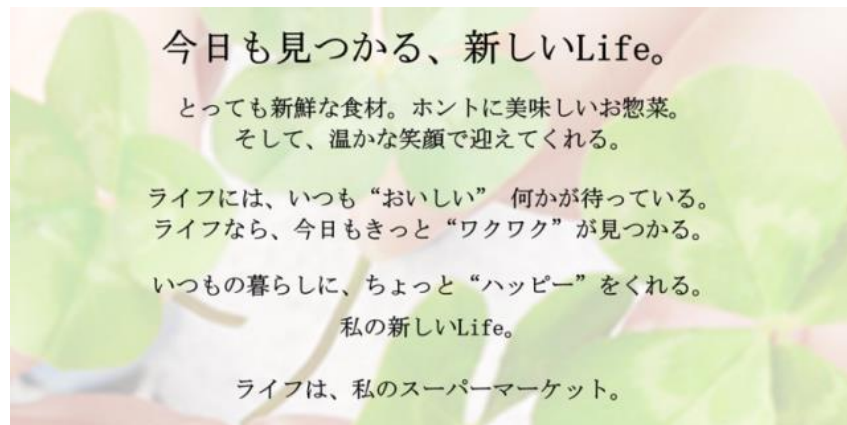 今日も見つかる、新しいLife。
とっても新鮮な食材。ホントに美味しいお惣菜。
そして、温かな笑顔で迎えてくれる。
ライフには、いつも“おいしい” 何かが待っている。
ライフなら、今日もきっと“ワクワク”が見つかる。
いつもの暮らしに、ちょっと“ハッピー”をくれる。
私の新しいLife。
ライフは、私のスーパーマーケット。